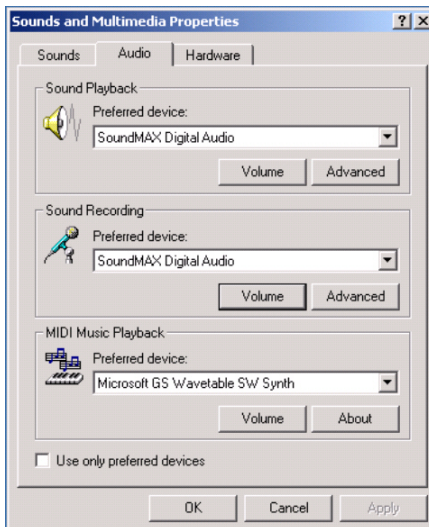 Sounds and Multimedia Properties
Sounds Audio Hardware
Sound Playback
Preferred device:
SoundMAX Digital Audio
Volume Advanced
Sound Recording
Preferred device:
SoundMAX Digital Audio
Volume Advanced
MIDI Music Playback
Preferred device:
Microsoft GS Wavetable SW Synth
Volume About
Use only preferred devices
OK Cancel Apply